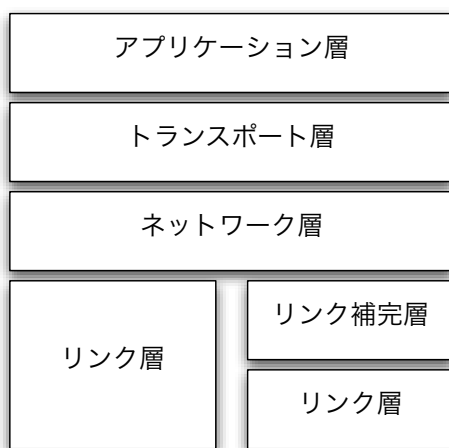 アプリケーション層
トランスポート層
ネットワーク層
リンク層
リンク補完層
リンク層